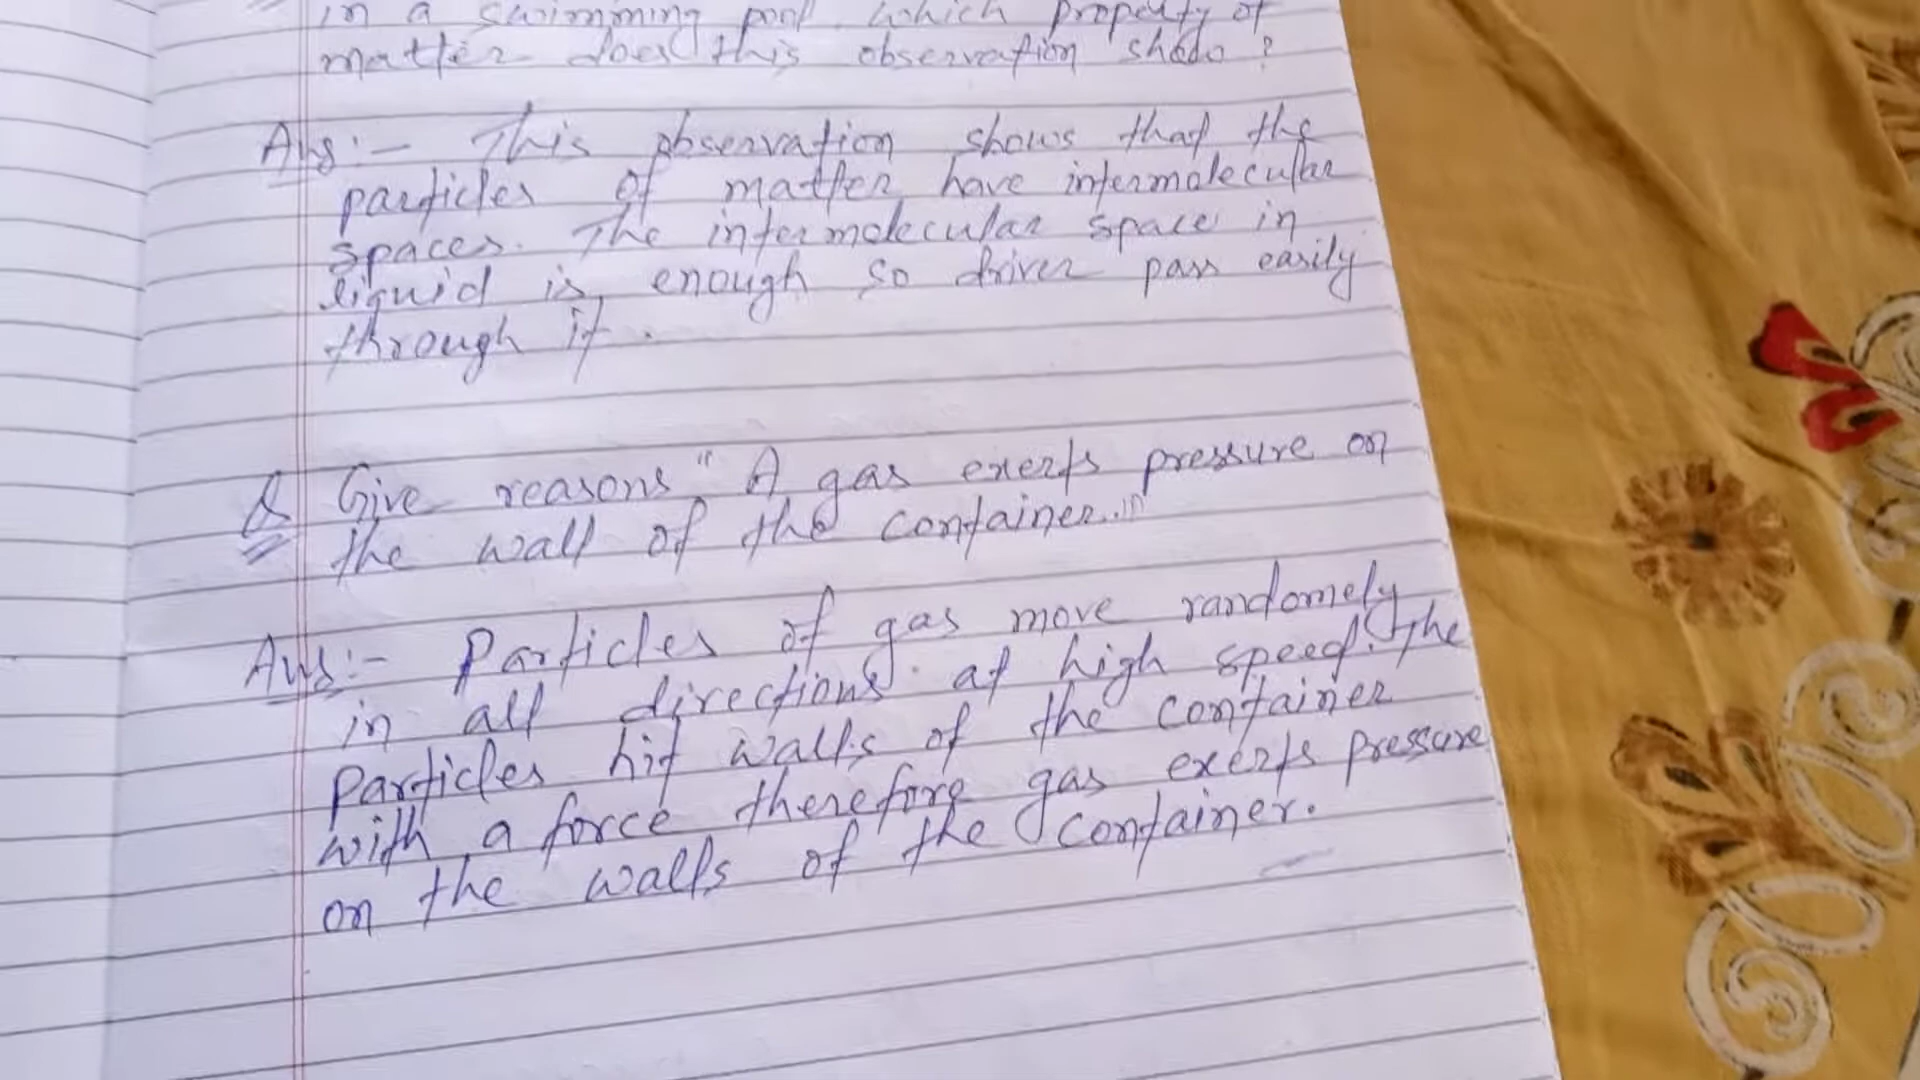 in a swimming pool which property of
matter does this observation show ?
Ans:- This observation shows that the
particles of matter have intermolecular
spaces. The intermolecular space in
liquid is enough so driver pass easily
through it .
Q Give reasons " A gas exerts pressure on
the wall of the container."
Ans:- Particles of gas move randomely
in all directions at high speed. The
Particles hit walls of the container
with a force therefore gas exerts pressure
on the walls of the container.